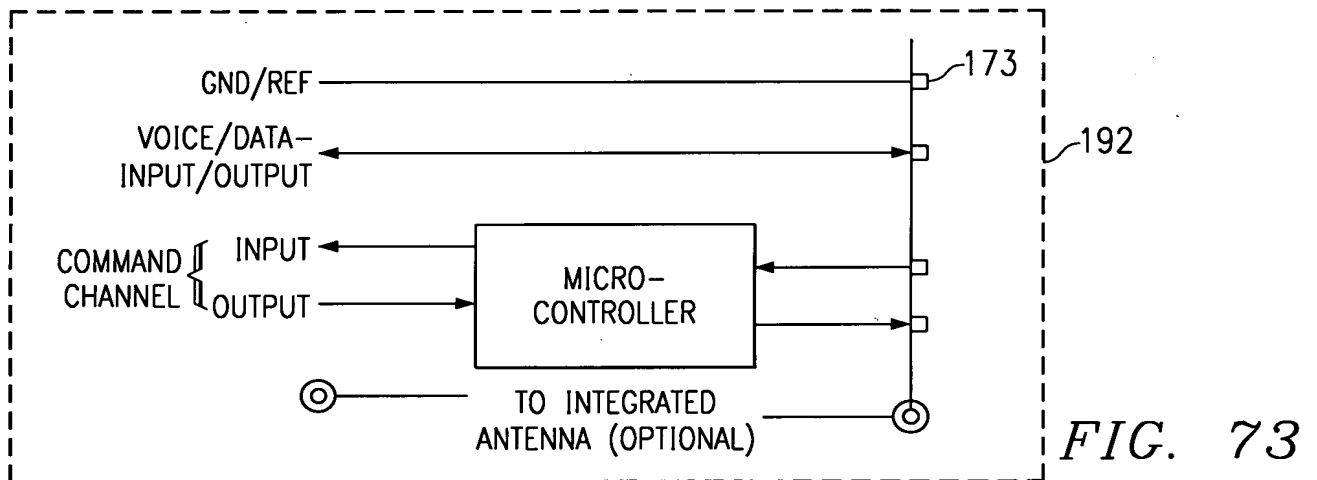 GND/REF
173
VOICE/DATA-
INPUT/OUTPUT
192
COMMAND
CHANNEL
INPUT
OUTPUT
MICRO-
CONTROLLER
TO INTEGRATED
ANTENNA (OPTIONAL)
FIG. 73